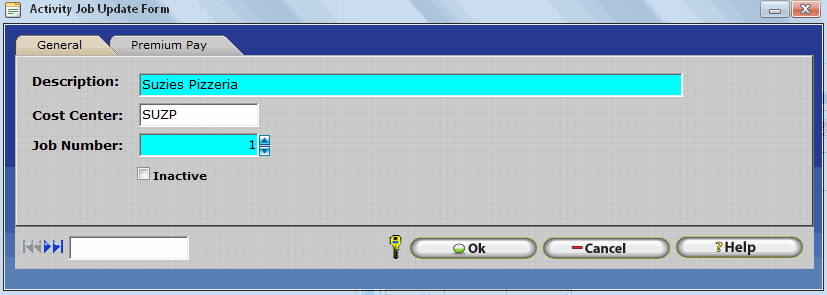 Activity Job Update Form
General Premium Pay
Description: Suzies Pizzeria
Cost Center: SUZP
Job Number: 1
Inactive
Ok Cancel ?Help